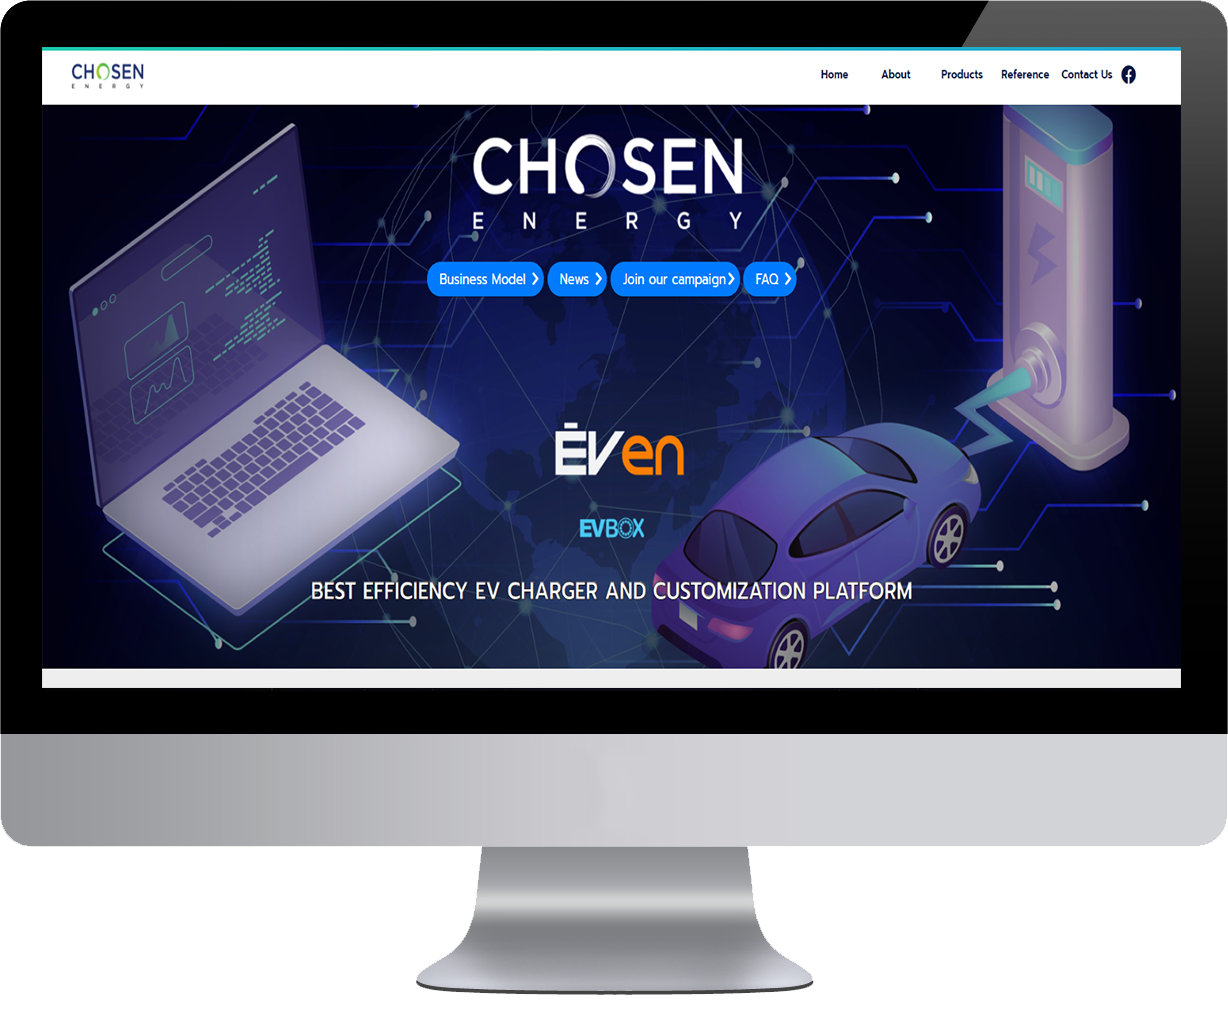 CHOSEN
ENERGY
Home About Products Reference Contact Us
CHOSEN
ENERGY
Business Model News Join our campaign FAQ
ĒVen
EVBOX
BEST EFFICIENCY EV CHARGER AND CUSTOMIZATION PLATFORM